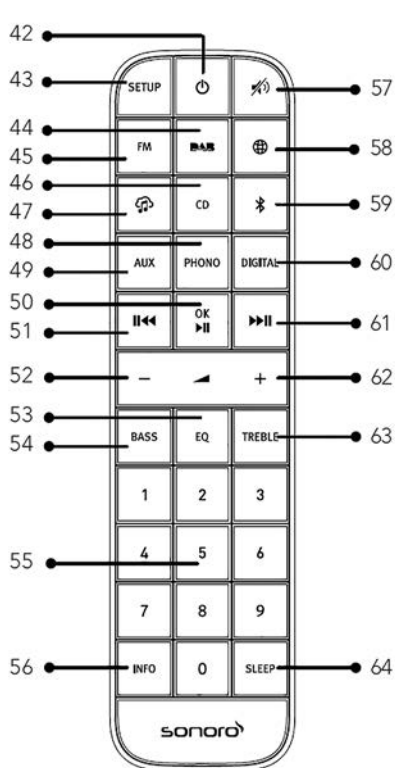 42
43 SETUP 57
44
45 FM DAB 58
46
47 CD 59
48
49 AUX PHONO DIGITAL 60
50
51 OK 61
52 − + 62
53
54 BASS EQ TREBLE 63
1 2 3
55 4 5 6
7 8 9
56 INFO 0 SLEEP 64
sonoro